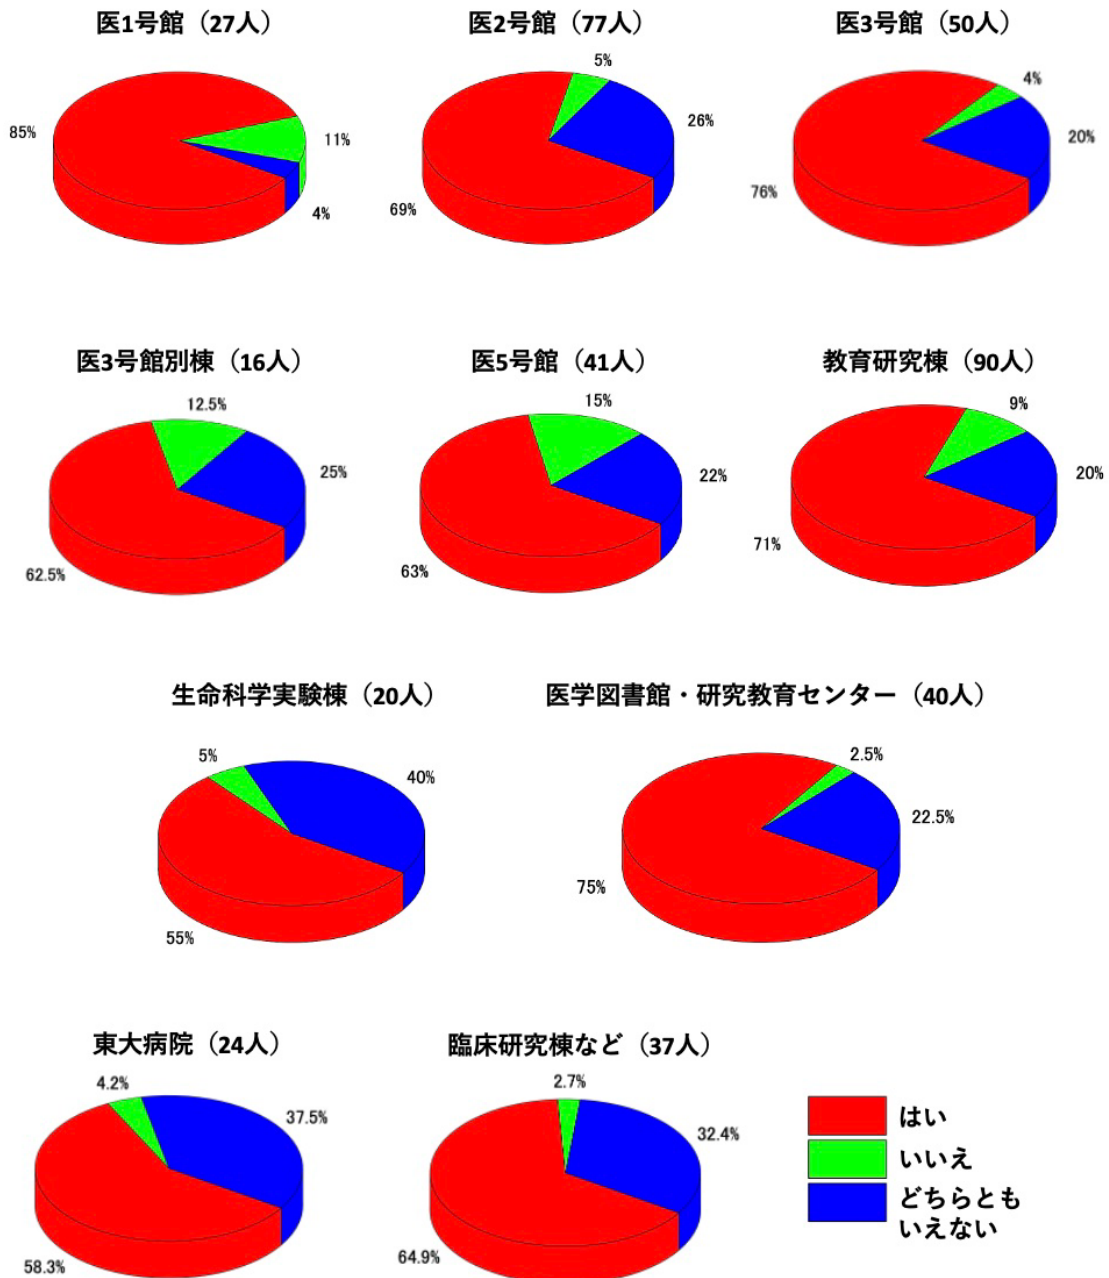 医1号館（27人）
85%
11%
4%
医2号館（77人）
5%
26%
69%
医3号館（50人）
4%
20%
76%
医3号館別棟（16人）
12.5%
25%
62.5%
医5号館（41人）
15%
22%
63%
教育研究棟（90人）
9%
20%
71%
生命科学実験棟（20人）
5%
40%
55%
医学図書館・研究教育センター（40人）
2.5%
22.5%
75%
東大病院（24人）
4.2%
37.5%
58.3%
臨床研究棟など（37人）
2.7%
32.4%
64.9%
はい
いいえ
どちらとも
いえない